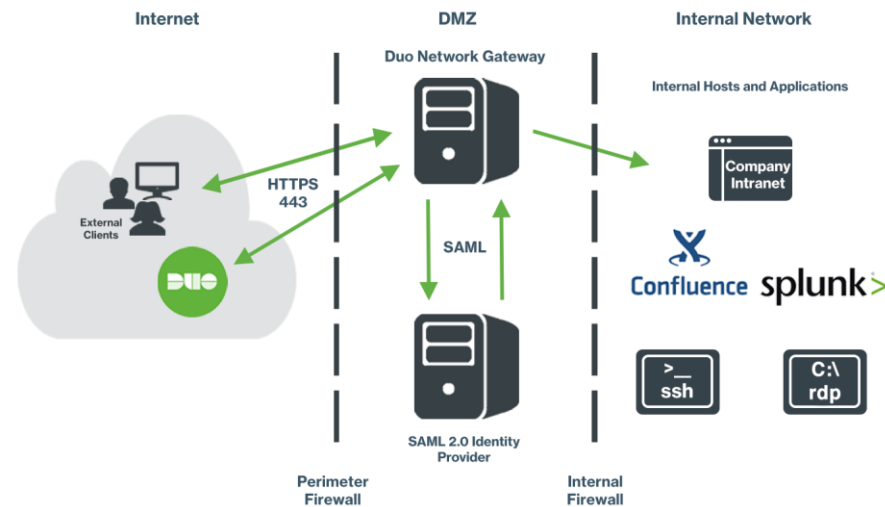 Internet
DMZ
Internal Network
Duo Network Gateway
Internal Hosts and Applications
Company
Intranet
HTTPS
443
External
Clients
DUO
SAML
Confluence
splunk>
>_
ssh
C:\
rdp
SAML 2.0 Identity
Provider
Perimeter
Firewall
Internal
Firewall